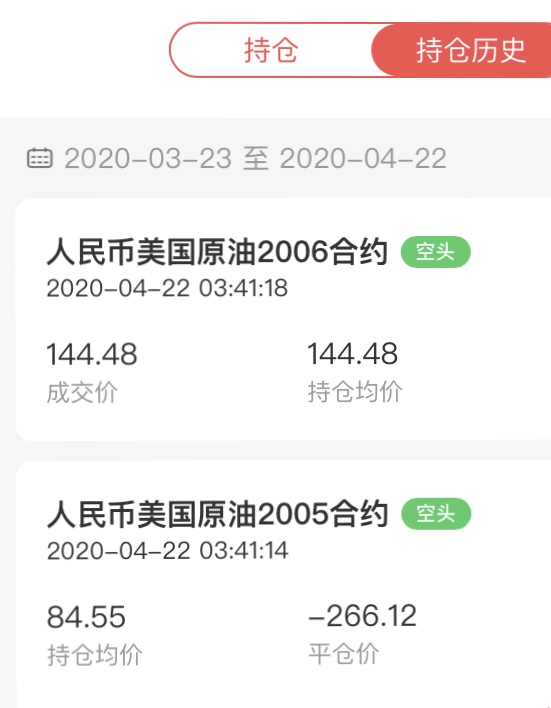 持仓 持仓历史
2020-03-23 至 2020-04-22
人民币美国原油2006合约 空头
2020-04-22 03:41:18
144.48 144.48
成交价 持仓均价
人民币美国原油2005合约 空头
2020-04-22 03:41:14
84.55 -266.12
持仓均价 平仓价